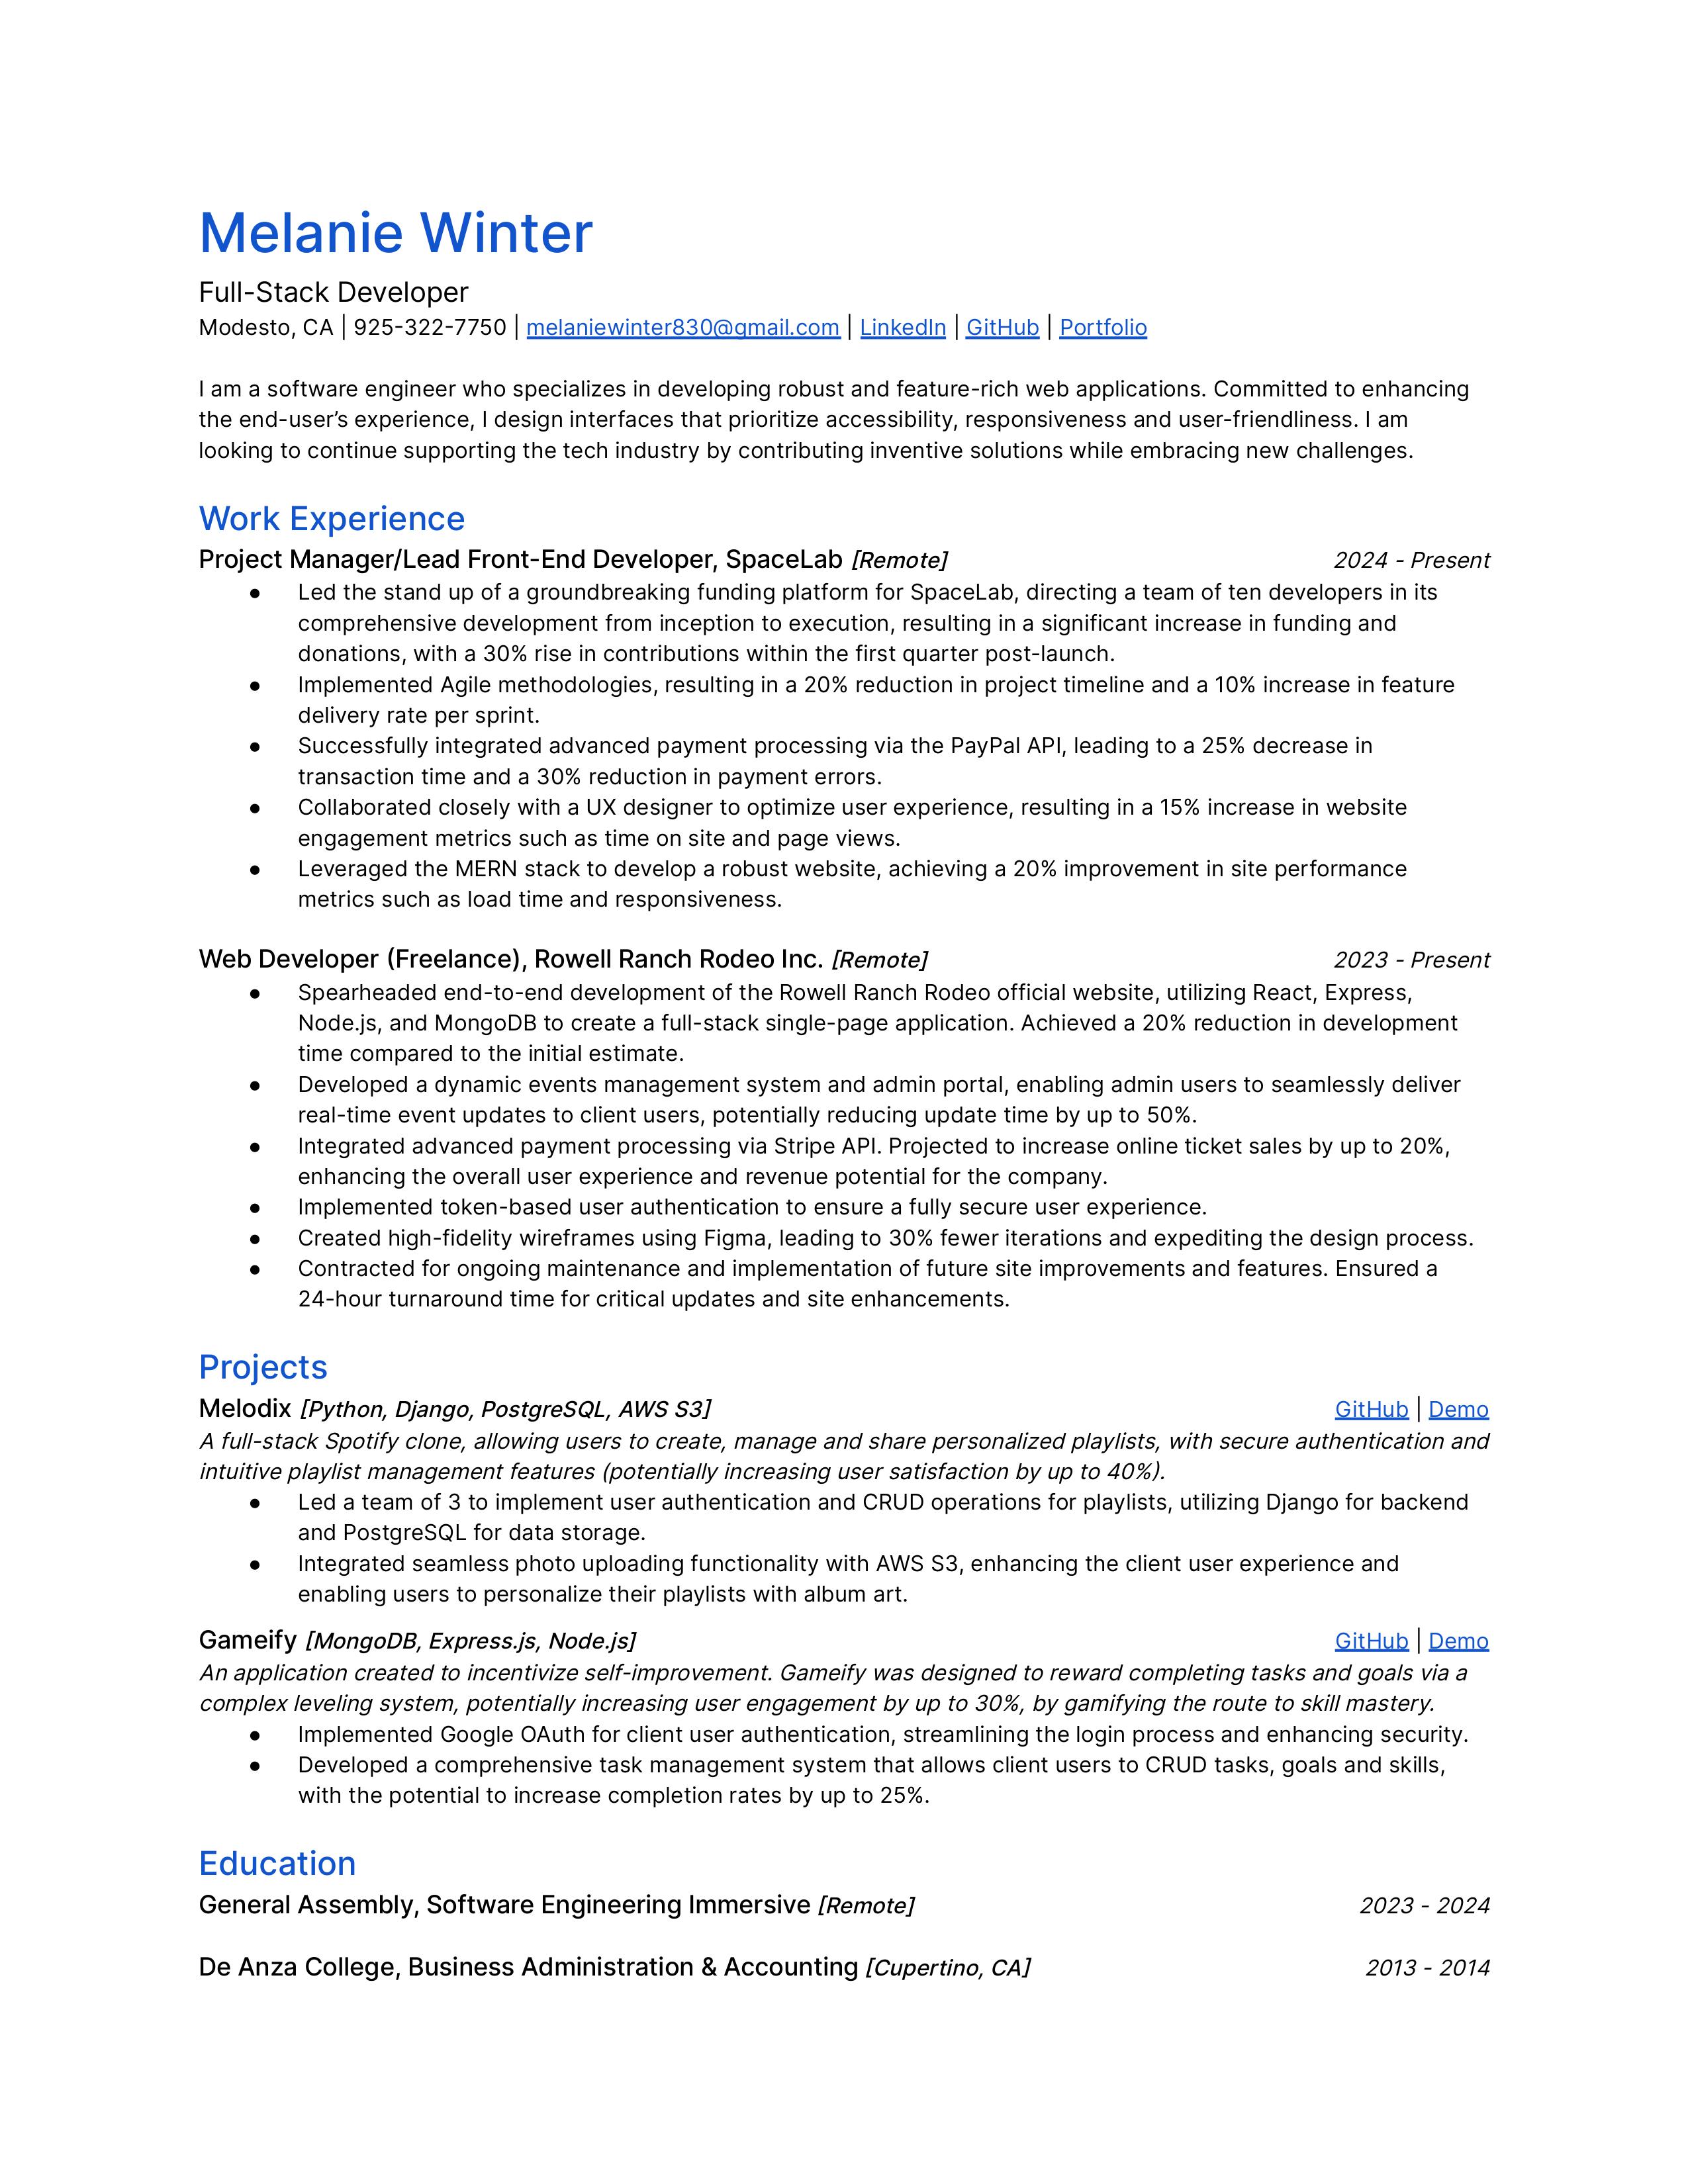 Melanie Winter
Full-Stack Developer
Modesto, CA | 925-322-7750 | melaniewinter830@gmail.com | LinkedIn | GitHub | Portfolio
I am a software engineer who specializes in developing robust and feature-rich web applications. Committed to enhancing
the end-user’s experience, I design interfaces that prioritize accessibility, responsiveness and user-friendliness. I am
looking to continue supporting the tech industry by contributing inventive solutions while embracing new challenges.
Work Experience
Project Manager/Lead Front-End Developer, SpaceLab [Remote] 2024 - Present
● Led the stand up of a groundbreaking funding platform for SpaceLab, directing a team of ten developers in its
comprehensive development from inception to execution, resulting in a significant increase in funding and
donations, with a 30% rise in contributions within the first quarter post-launch.
● Implemented Agile methodologies, resulting in a 20% reduction in project timeline and a 10% increase in feature
delivery rate per sprint.
● Successfully integrated advanced payment processing via the PayPal API, leading to a 25% decrease in
transaction time and a 30% reduction in payment errors.
● Collaborated closely with a UX designer to optimize user experience, resulting in a 15% increase in website
engagement metrics such as time on site and page views.
● Leveraged the MERN stack to develop a robust website, achieving a 20% improvement in site performance
metrics such as load time and responsiveness.
Web Developer (Freelance), Rowell Ranch Rodeo Inc. [Remote] 2023 - Present
● Spearheaded end-to-end development of the Rowell Ranch Rodeo official website, utilizing React, Express,
Node.js, and MongoDB to create a full-stack single-page application. Achieved a 20% reduction in development
time compared to the initial estimate.
● Developed a dynamic events management system and admin portal, enabling admin users to seamlessly deliver
real-time event updates to client users, potentially reducing update time by up to 50%.
● Integrated advanced payment processing via Stripe API. Projected to increase online ticket sales by up to 20%,
enhancing the overall user experience and revenue potential for the company.
● Implemented token-based user authentication to ensure a fully secure user experience.
● Created high-fidelity wireframes using Figma, leading to 30% fewer iterations and expediting the design process.
● Contracted for ongoing maintenance and implementation of future site improvements and features. Ensured a
24-hour turnaround time for critical updates and site enhancements.
Projects
Melodix [Python, Django, PostgreSQL, AWS S3] GitHub | Demo
A full-stack Spotify clone, allowing users to create, manage and share personalized playlists, with secure authentication and
intuitive playlist management features (potentially increasing user satisfaction by up to 40%).
● Led a team of 3 to implement user authentication and CRUD operations for playlists, utilizing Django for backend
and PostgreSQL for data storage.
● Integrated seamless photo uploading functionality with AWS S3, enhancing the client user experience and
enabling users to personalize their playlists with album art.
Gameify [MongoDB, Express.js, Node.js] GitHub | Demo
An application created to incentivize self-improvement. Gameify was designed to reward completing tasks and goals via a
complex leveling system, potentially increasing user engagement by up to 30%, by gamifying the route to skill mastery.
● Implemented Google OAuth for client user authentication, streamlining the login process and enhancing security.
● Developed a comprehensive task management system that allows client users to CRUD tasks, goals and skills,
with the potential to increase completion rates by up to 25%.
Education
General Assembly, Software Engineering Immersive [Remote] 2023 - 2024
De Anza College, Business Administration & Accounting [Cupertino, CA] 2013 - 2014